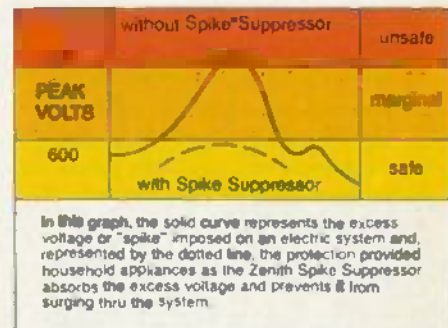 without Spike Suppressor
unsafe
PEAK
VOLTS
marginal
600
safe
with Spike Suppressor
In this graph, the solid curve represents the excess
voltage or "spike" imposed on an electric system and,
represented by the dotted line, the protection provided
household appliances as the Zenith Spike Suppressor
absorbs the excess voltage and prevents it from
surging thru the system.